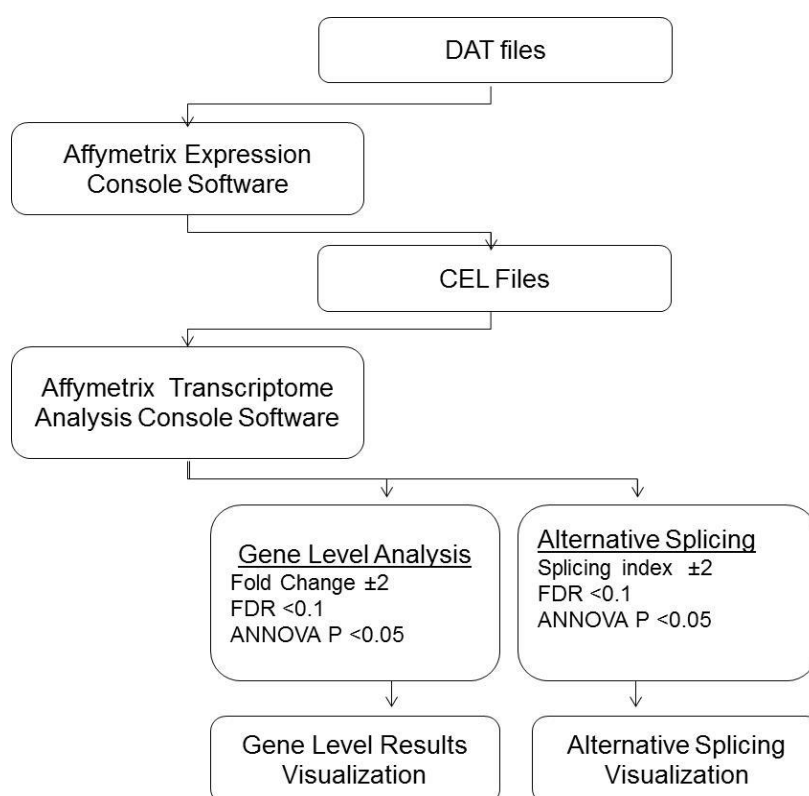 DAT files
Affymetrix Expression
Console Software
CEL Files
Affymetrix Transcriptome
Analysis Console Software
Gene Level Analysis
Fold Change ±2
FDR <0.1
ANNOVA P <0.05
Alternative Splicing
Splicing index ±2
FDR <0.1
ANNOVA P <0.05
Gene Level Results
Visualization
Alternative Splicing
Visualization